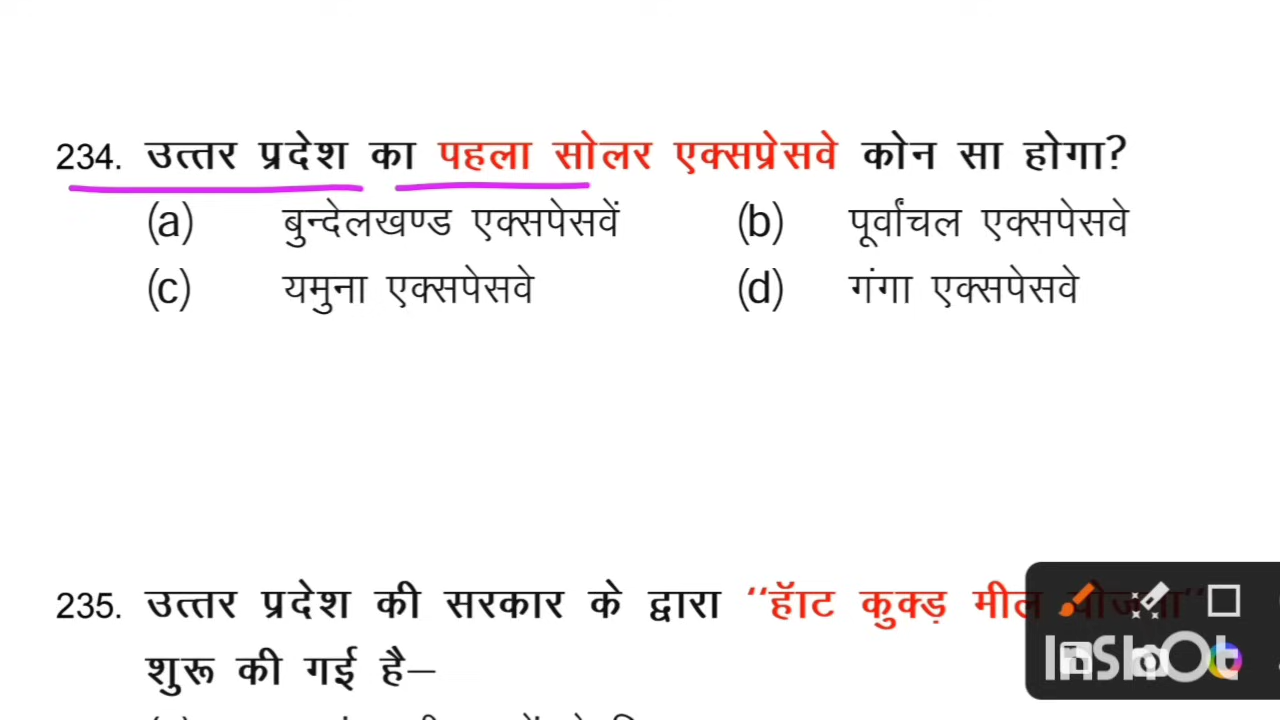 234. उत्तर प्रदेश का पहला सोलर एक्सप्रेसवे कोन सा होगा?
(a) बुन्देलखण्ड एक्सपेसवें (b) पूर्वांचल एक्सपेसवे
(c) यमुना एक्सपेसवे (d) गंगा एक्सपेसवे
235. उत्तर प्रदेश की सरकार के द्वारा ‘‘हॅाट कुक्ड़ मील योजना’’
शुरू की गई है–
InShOt